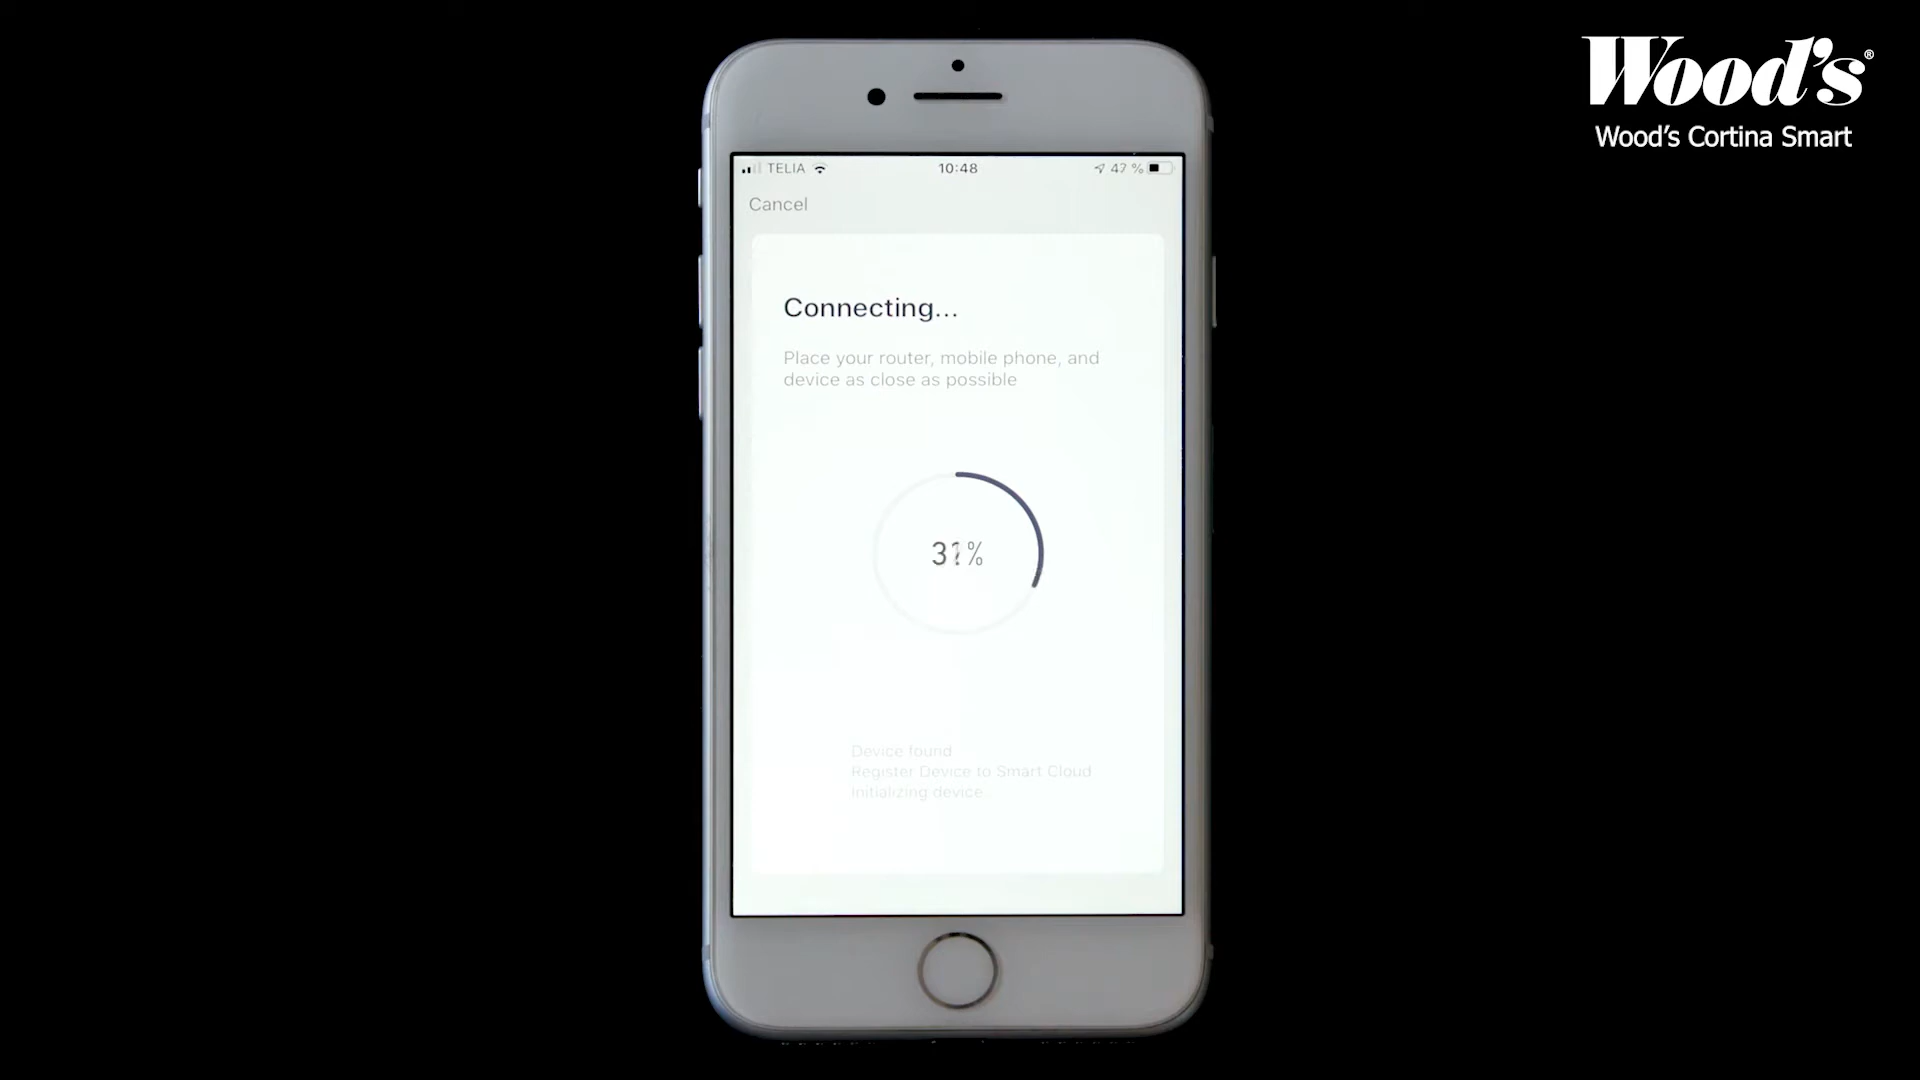 Wood's®
Wood's Cortina Smart
TELIA
10:48
47 %
Cancel
Connecting...
Place your router, mobile phone, and
device as close as possible
31%
Device found
Register Device to Smart Cloud
Initializing device...